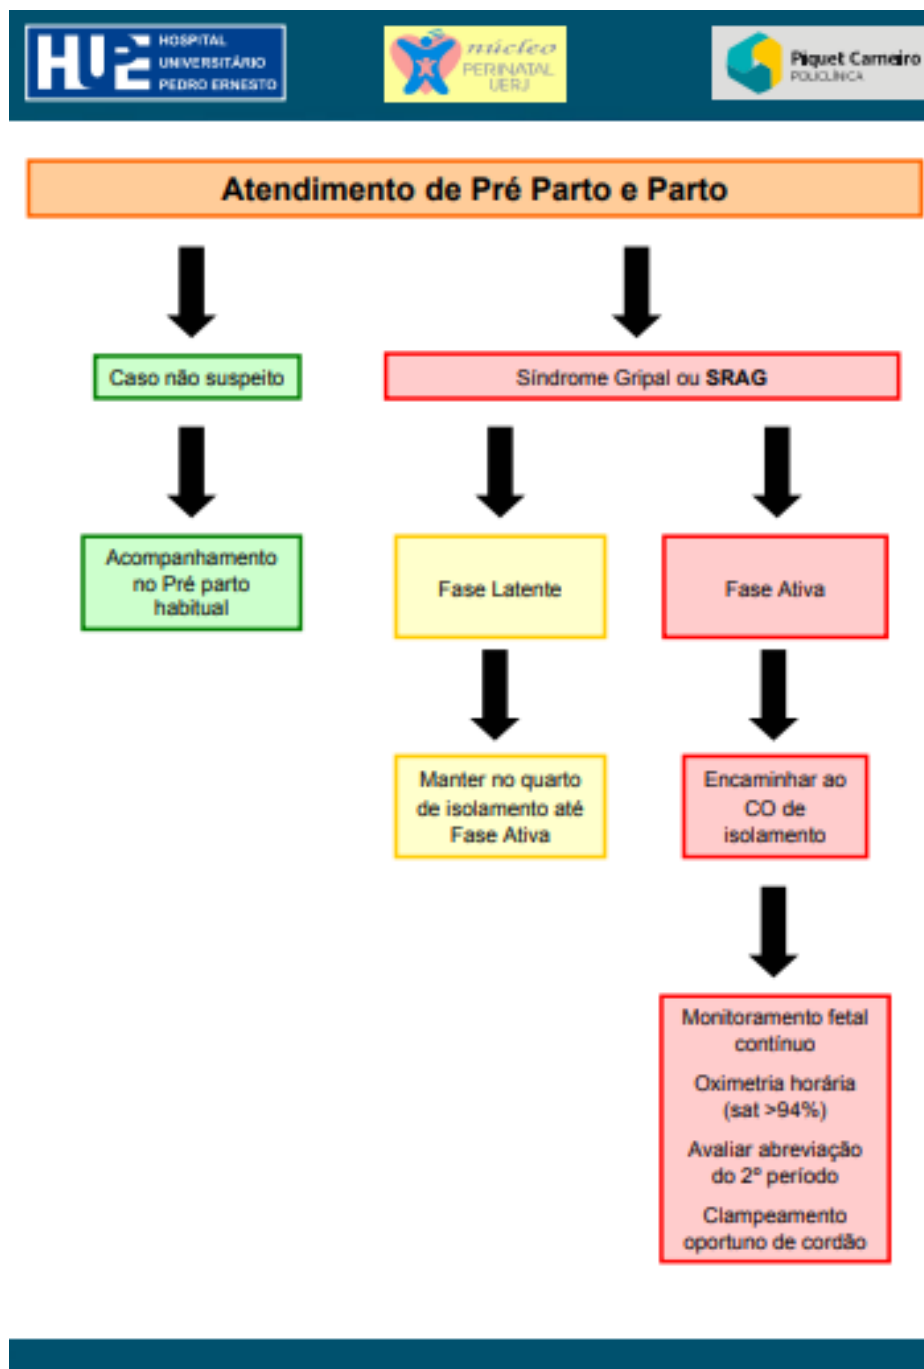 HUPE
HOSPITAL
UNIVERSITÁRIO
PEDRO ERNESTO
núcleo
PERINATAL
UERJ
Piquet Carneiro
POLICLÍNICA
Atendimento de Pré Parto e Parto
Caso não suspeito
Síndrome Gripal ou SRAG
Acompanhamento
no Pré parto
habitual
Fase Latente
Fase Ativa
Manter no quarto
de isolamento até
Fase Ativa
Encaminhar ao
CO de
isolamento
Monitoramento fetal
contínuo
Oximetria horária
(sat >94%)
Avaliar abreviação
do 2º período
Clampeamento
oportuno de cordão